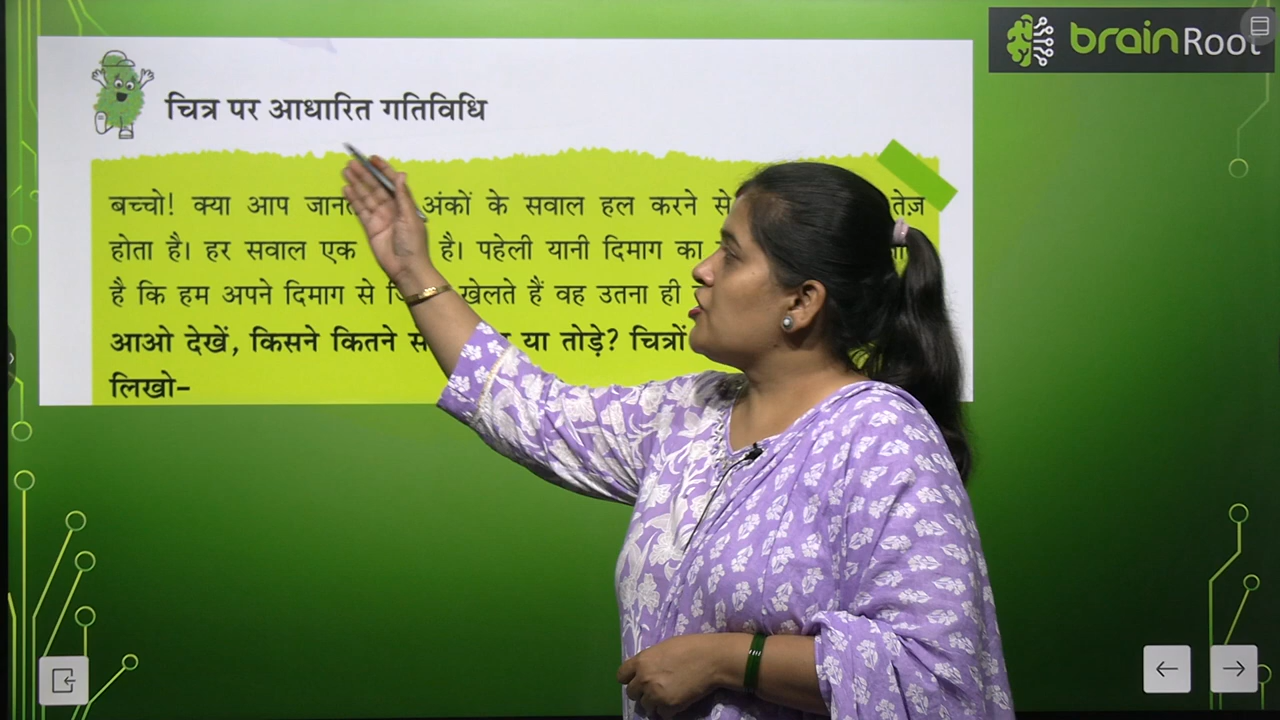 brainRoot
चित्र पर आधारित गतिविधि
बच्चो! क्या आप अंकों के सवाल हल करने से तेज़
होता है। हर सवाल एक है। पहेली यानी दिमाग का
है कि हम अपने दिमाग से खेलते हैं वह उतना ही
आओ देखें, किसने कितने या तोड़े? चित्रों
लिखो-